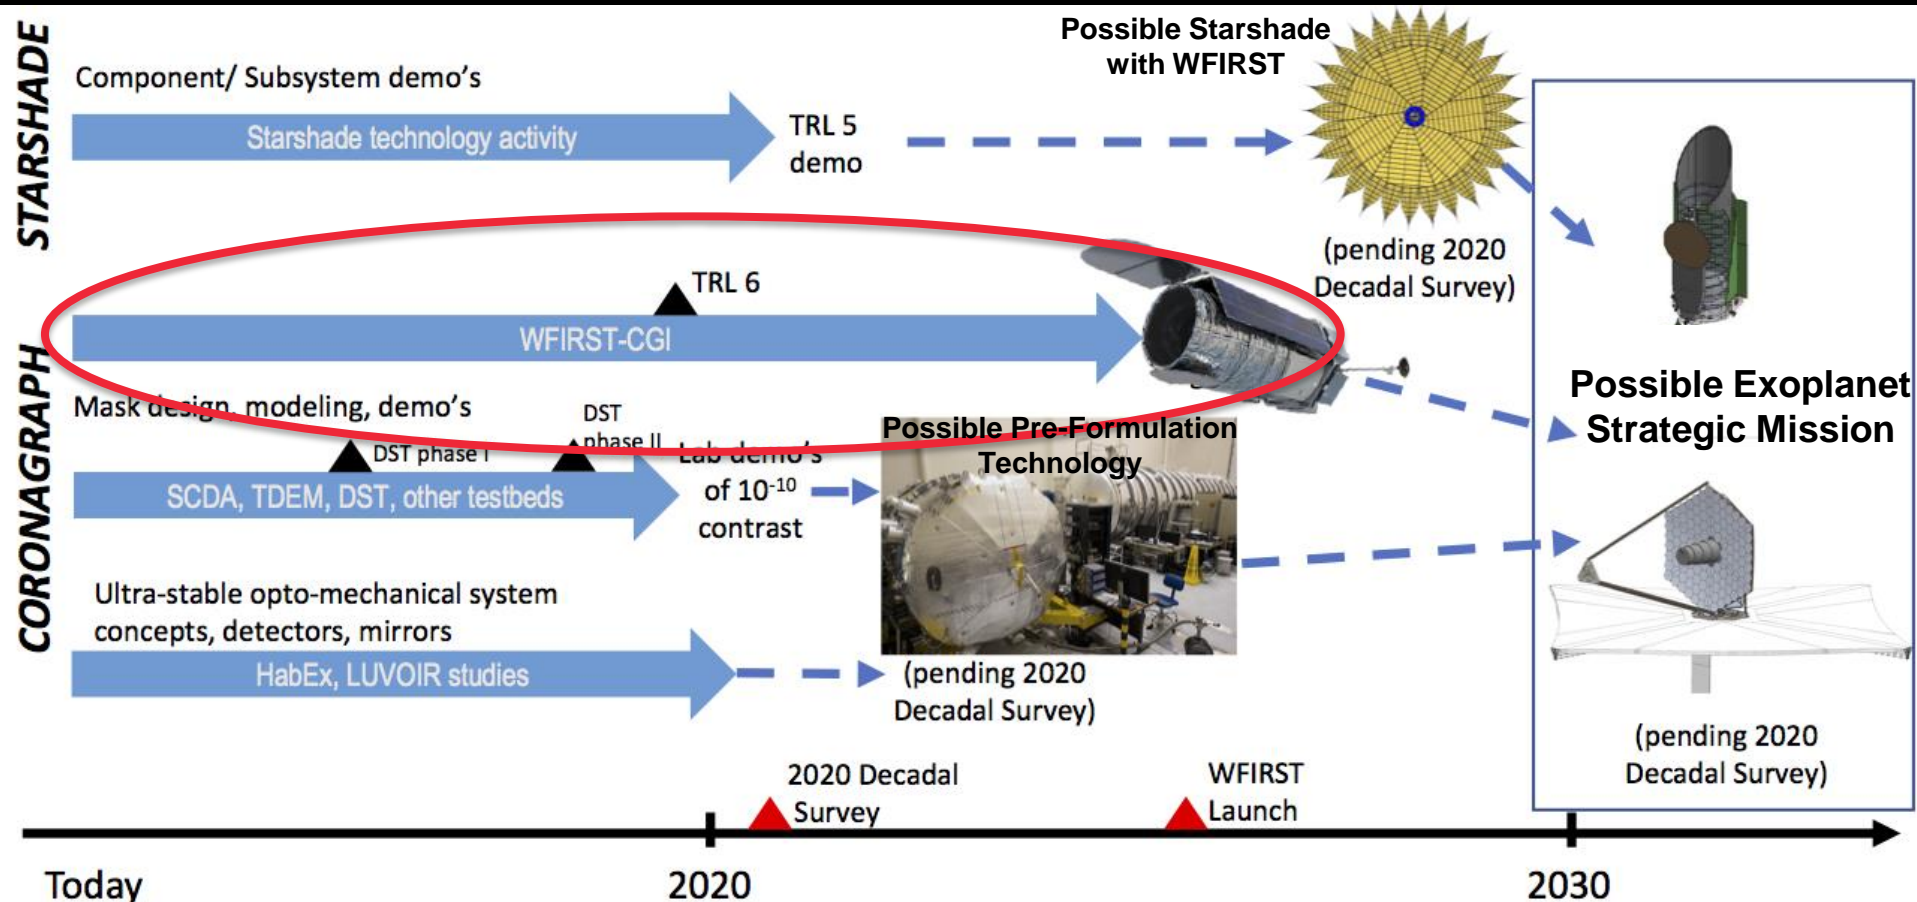 STARSHADE
Component/ Subsystem demo's
Starshade technology activity
TRL 5
demo
Possible Starshade
with WFIRST
(pending 2020
Decadal Survey)
CORONAGRAPH
TRL 6
WFIRST-CGI
Mask design, modeling, demo's
DST phase I
DST
phase II
SCDA, TDEM, DST, other testbeds
Lab demo's
of 10⁻¹⁰
contrast
Possible Pre-Formulation
Technology
(pending 2020
Decadal Survey)
Ultra-stable opto-mechanical system
concepts, detectors, mirrors
HabEx, LUVOIR studies
Possible Exoplanet
Strategic Mission
(pending 2020
Decadal Survey)
2020 Decadal
Survey
WFIRST
Launch
Today
2020
2030